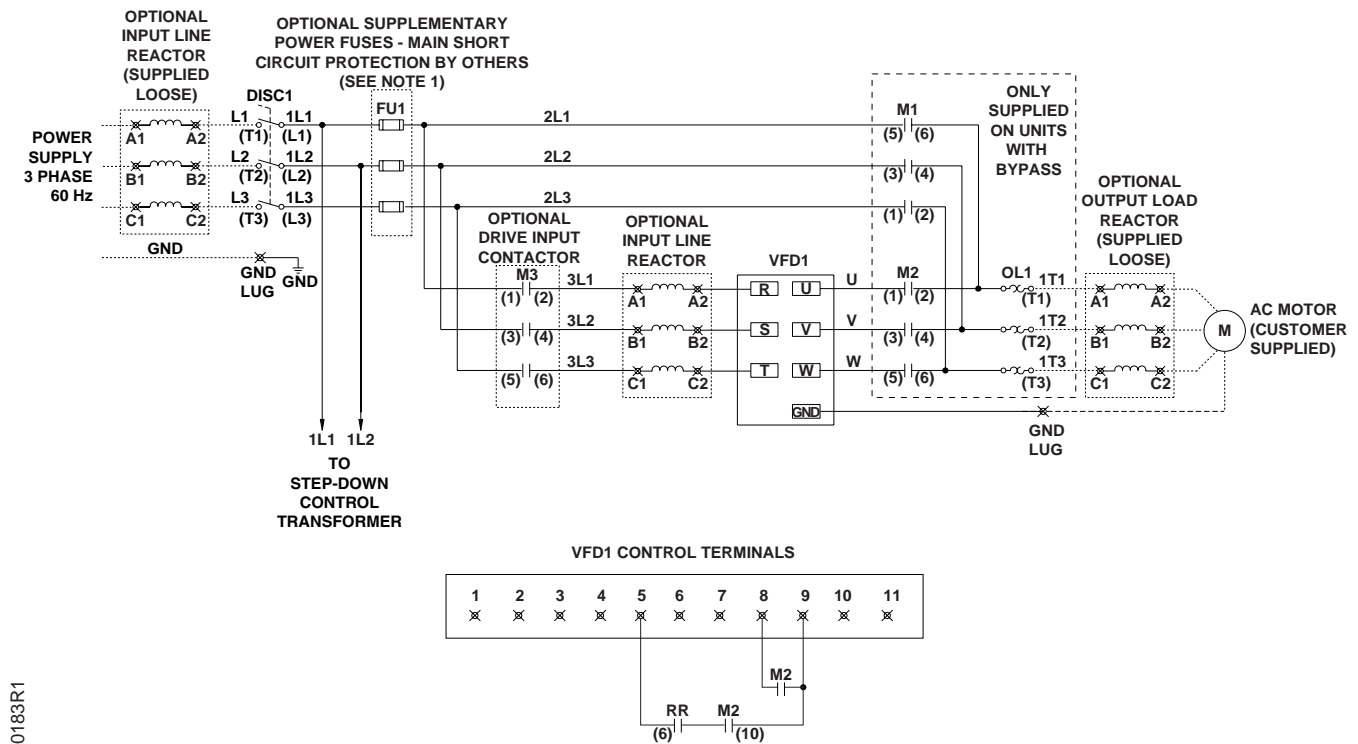 OPTIONAL
INPUT LINE
REACTOR
(SUPPLIED
LOOSE)
OPTIONAL SUPPLEMENTARY
POWER FUSES - MAIN SHORT
CIRCUIT PROTECTION BY OTHERS
(SEE NOTE 1)
DISC1
FU1
POWER
SUPPLY
3 PHASE
60 Hz
A1 A2
B1 B2
C1 C2
L1 1L1
(T1) (L1)
L2 1L2
(T2) (L2)
L3 1L3
(T3) (L3)
GND
GND
LUG
GND
2L1
2L2
2L3
M1
(5) (6)
(3) (4)
(1) (2)
ONLY
SUPPLIED
ON UNITS
WITH
BYPASS
OPTIONAL
DRIVE INPUT
CONTACTOR
M3
(1) (2)
(3) (4)
(5) (6)
3L1
3L2
3L3
OPTIONAL
INPUT LINE
REACTOR
A1 A2
B1 B2
C1 C2
VFD1
R U
S V
T W
GND
U
V
W
M2
(1) (2)
(3) (4)
(5) (6)
OL1 1T1
(T1)
1T2
(T2)
1T3
(T3)
GND
LUG
OPTIONAL
OUTPUT LOAD
REACTOR
(SUPPLIED
LOOSE)
A1 A2
B1 B2
C1 C2
M
AC MOTOR
(CUSTOMER
SUPPLIED)
1L1 1L2
TO
STEP-DOWN
CONTROL
TRANSFORMER
VFD1 CONTROL TERMINALS
1 2 3 4 5 6 7 8 9 10 11
M2
RR M2
(6) (10)
0183R1